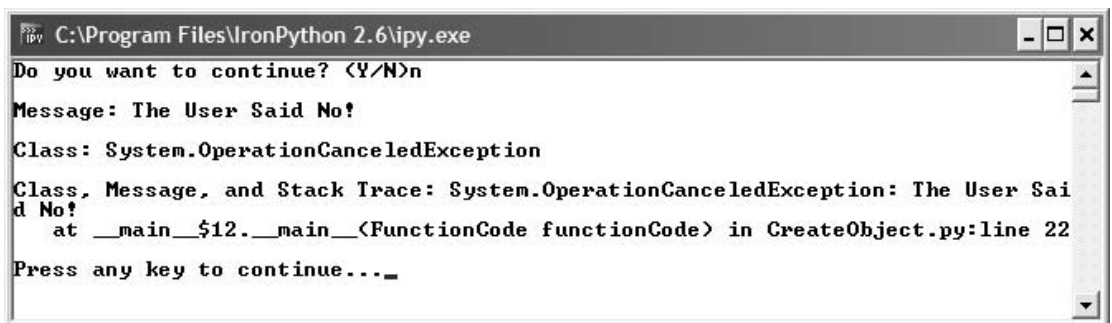 C:\Program Files\IronPython 2.6\ipy.exe
Do you want to continue? (Y/N)n
Message: The User Said No!
Class: System.OperationCanceledException
Class, Message, and Stack Trace: System.OperationCanceledException: The User Sai
d No!
   at __main__$12.__main__(FunctionCode functionCode) in CreateObject.py:line 22
Press any key to continue..._